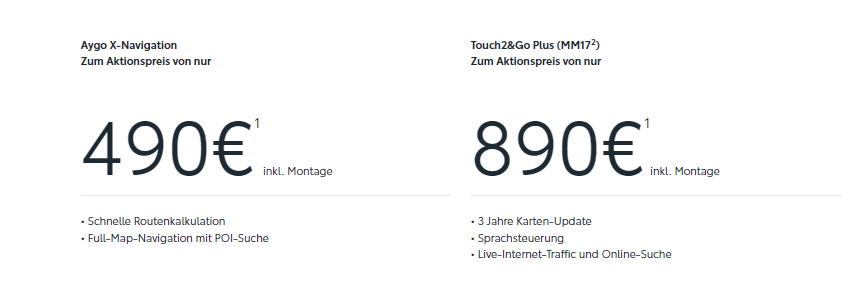 Aygo X-Navigation
Zum Aktionspreis von nur
490€¹ inkl. Montage
• Schnelle Routenkalkulation
• Full-Map-Navigation mit POI-Suche
Touch2&Go Plus (MM17²)
Zum Aktionspreis von nur
890€¹ inkl. Montage
• 3 Jahre Karten-Update
• Sprachsteuerung
• Live-Internet-Traffic und Online-Suche